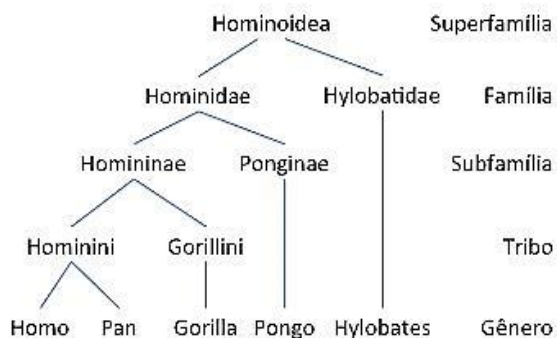 Hominoidea Superfamília
Hominidae Hylobatidae Família
Homininae Ponginae Subfamília
Hominini Gorillini Tribo
Homo Pan Gorilla Pongo Hylobates Gênero